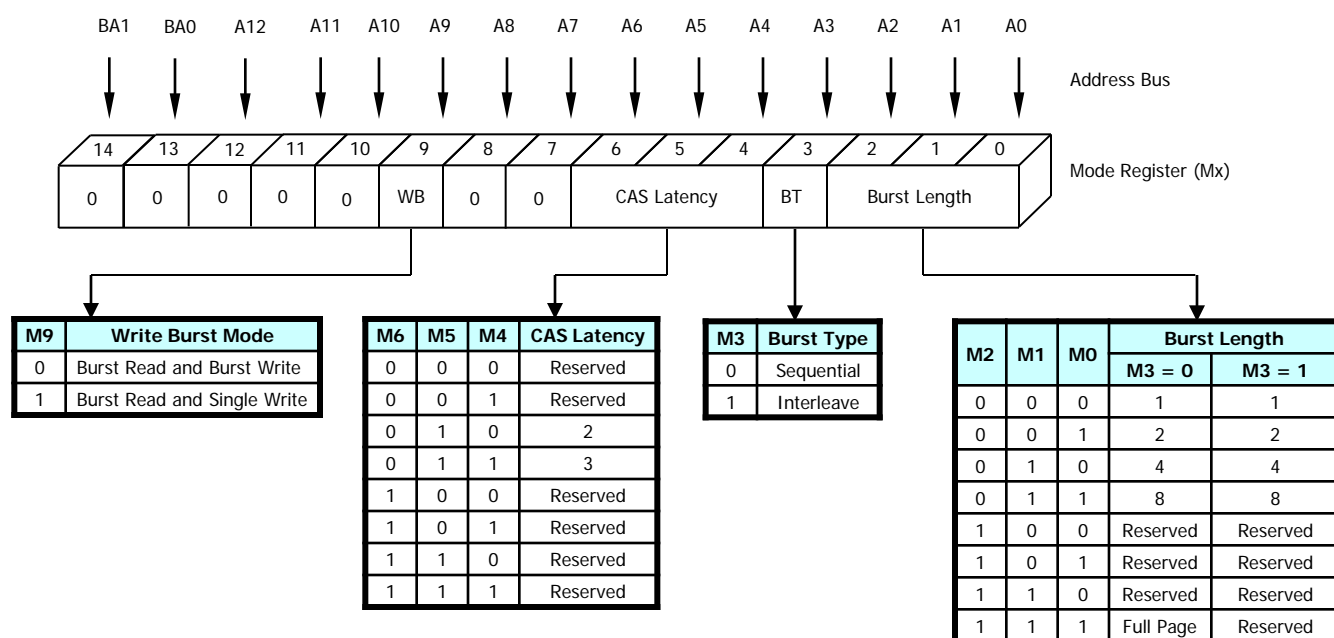 BA1 BA0 A12 A11 A10 A9 A8 A7 A6 A5 A4 A3 A2 A1 A0
Address Bus
14 13 12 11 10 9 8 7 6 5 4 3 2 1 0
Mode Register (Mx)
0 0 0 0 0 WB 0 0 CAS Latency BT Burst Length
M9 Write Burst Mode
0 Burst Read and Burst Write
1 Burst Read and Single Write
M6 M5 M4 CAS Latency
0 0 0 Reserved
0 0 1 Reserved
0 1 0 2
0 1 1 3
1 0 0 Reserved
1 0 1 Reserved
1 1 0 Reserved
1 1 1 Reserved
M3 Burst Type
0 Sequential
1 Interleave
M2 M1 M0 Burst Length
M3 = 0 M3 = 1
0 0 0 1 1
0 0 1 2 2
0 1 0 4 4
0 1 1 8 8
1 0 0 Reserved Reserved
1 0 1 Reserved Reserved
1 1 0 Reserved Reserved
1 1 1 Full Page Reserved